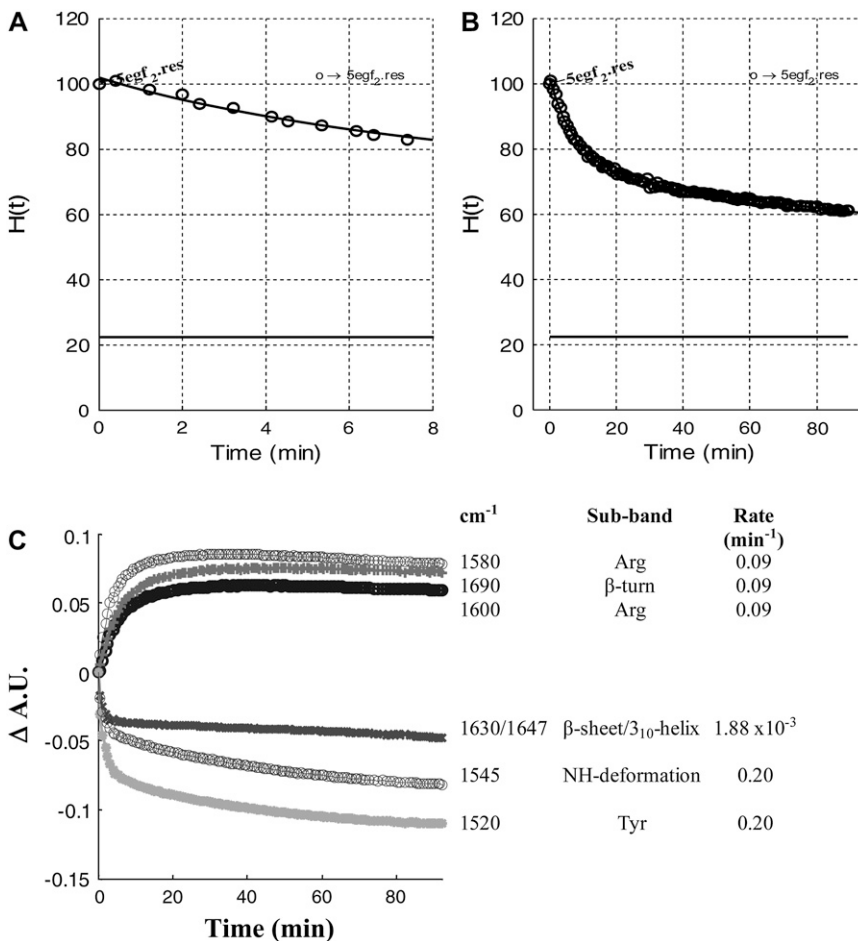 A
120
100
80
60
40
20
0
H(t)
5egf₂.res
o → 5egf₂.res
0 2 4 6 8
Time (min)
B
120
100
80
60
40
20
0
H(t)
5egf₂.res
o → 5egf₂.res
0 20 40 60 80
Time (min)
C
0.1
0.05
0
-0.05
-0.1
-0.15
Δ A.U.
0 20 40 60 80
Time (min)
cm⁻¹ Sub-band Rate (min⁻¹)
1580 Arg 0.09
1690 β-turn 0.09
1600 Arg 0.09
1630/1647 β-sheet/3₁₀-helix 1.88 x10⁻³
1545 NH-deformation 0.20
1520 Tyr 0.20